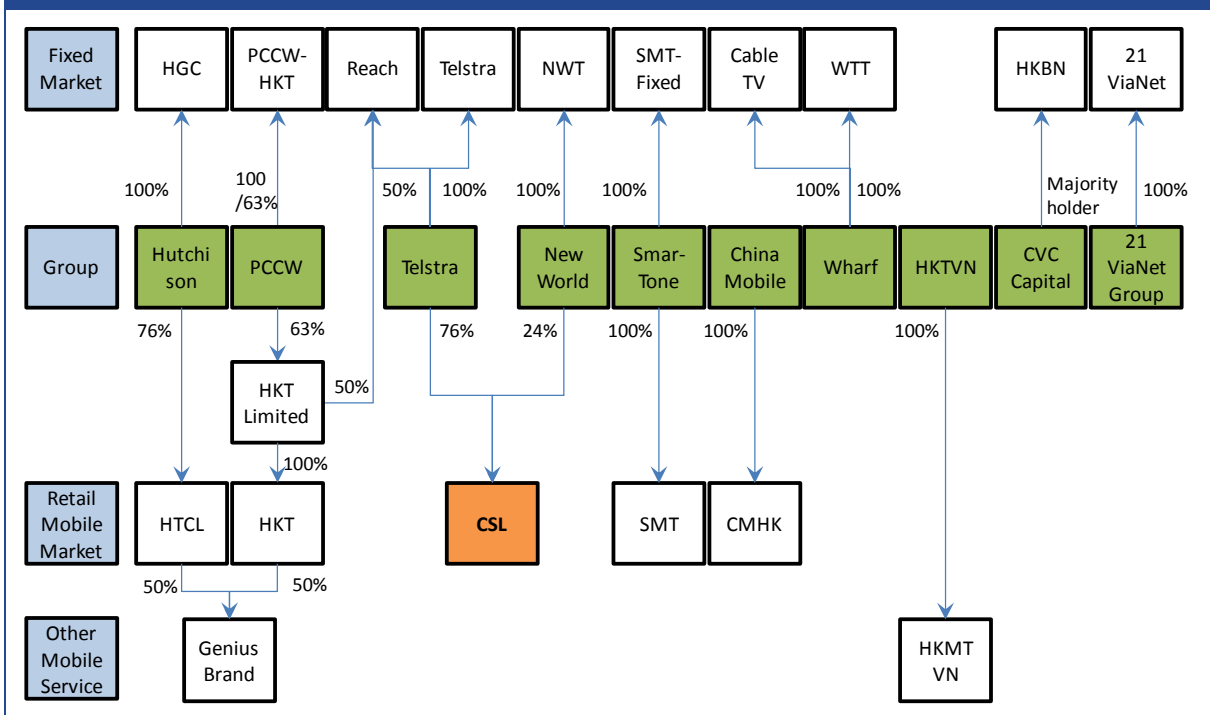 Fixed
Market
HGC
PCCW-
HKT
Reach
Telstra
NWT
SMT-
Fixed
Cable
TV
WTT
HKBN
21
ViaNet
100%
100
/63%
50%
100%
100%
100%
100%
100%
Majority
holder
100%
Group
Hutchi
son
PCCW
Telstra
New
World
Smar-
Tone
China
Mobile
Wharf
HKTVN
CVC
Capital
21
ViaNet
Group
76%
63%
76%
24%
100%
100%
100%
HKT
Limited
50%
100%
Retail
Mobile
Market
HTCL
HKT
CSL
SMT
CMHK
50%
50%
Other
Mobile
Service
Genius
Brand
HKMT
VN